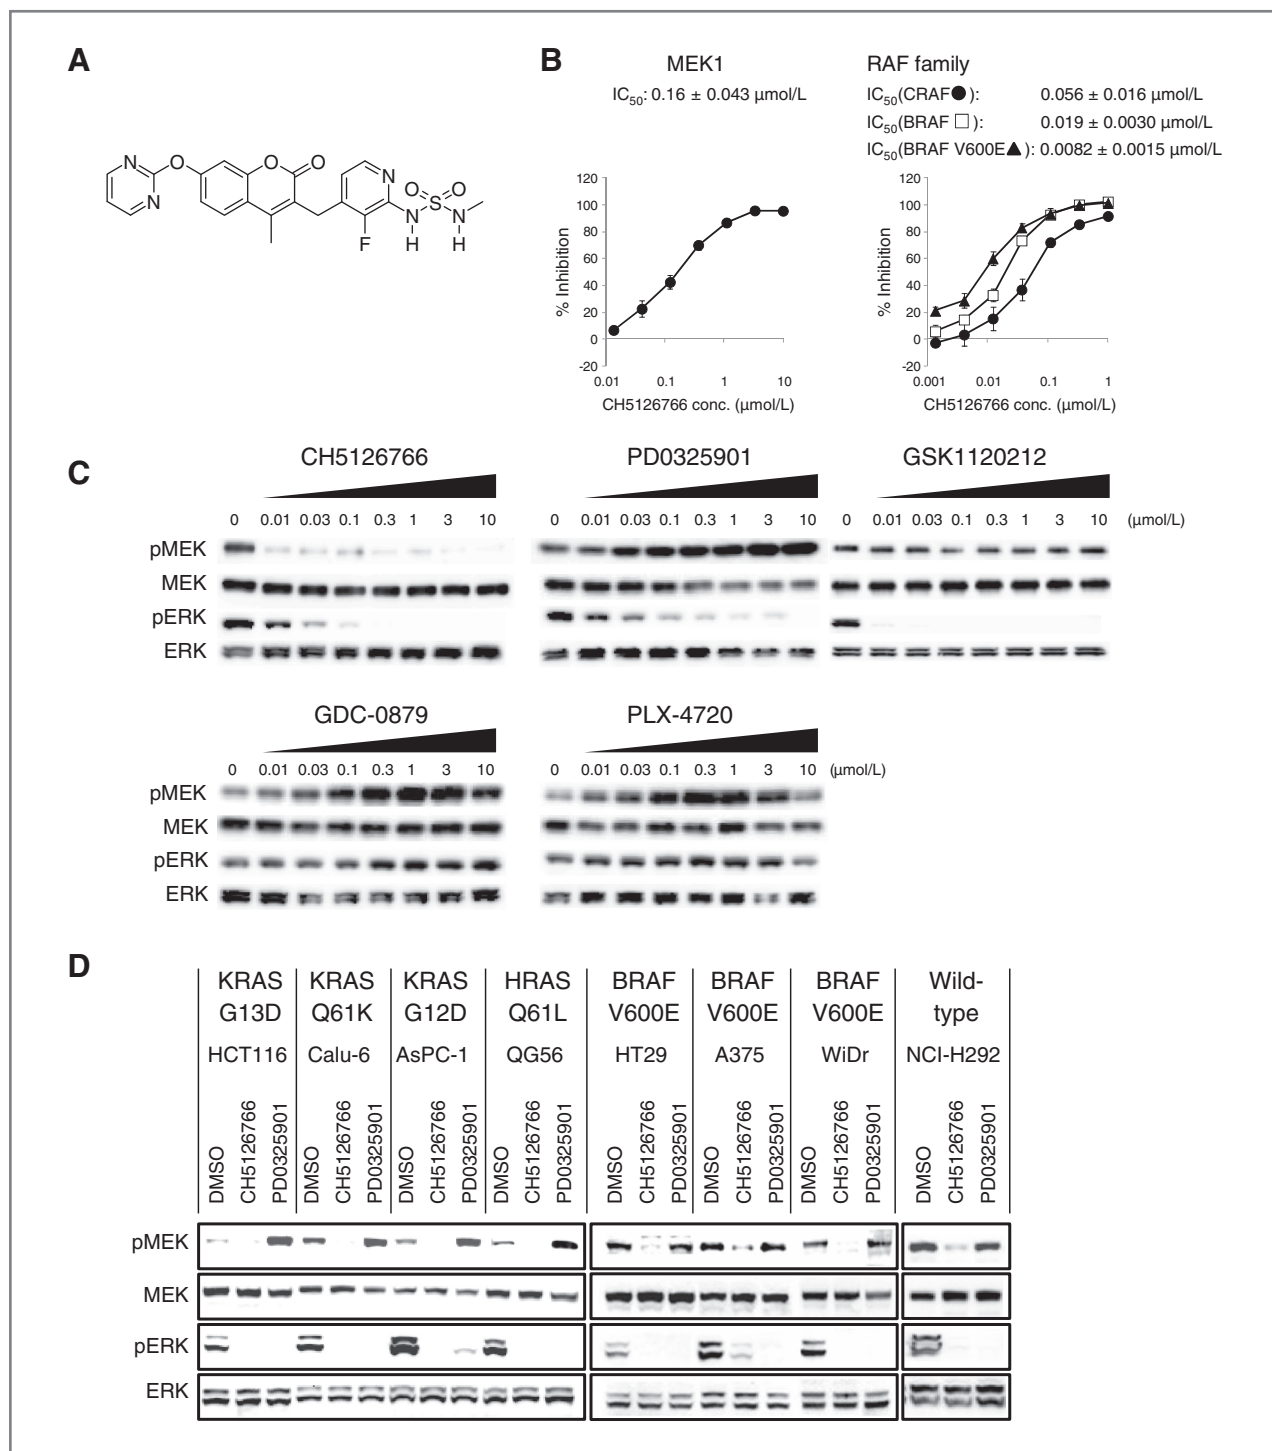 A
N
N
O
O
O
F
N
N
H
O
O
S
N
H
B
MEK1
IC50: 0.16 ± 0.043 µmol/L
RAF family
IC50(CRAF●): 0.056 ± 0.016 µmol/L
IC50(BRAF □): 0.019 ± 0.0030 µmol/L
IC50(BRAF V600E▲): 0.0082 ± 0.0015 µmol/L
% Inhibition
120
100
80
60
40
20
0
-20
0.01 0.1 1 10
CH5126766 conc. (µmol/L)
% Inhibition
120
100
80
60
40
20
0
-20
0.001 0.01 0.1 1
CH5126766 conc. (µmol/L)
C
CH5126766 PD0325901 GSK1120212
0 0.01 0.03 0.1 0.3 1 3 10 0 0.01 0.03 0.1 0.3 1 3 10 0 0.01 0.03 0.1 0.3 1 3 10 (µmol/L)
pMEK
MEK
pERK
ERK
GDC-0879 PLX-4720
0 0.01 0.03 0.1 0.3 1 3 10 0 0.01 0.03 0.1 0.3 1 3 10 (µmol/L)
pMEK
MEK
pERK
ERK
D
KRAS KRAS KRAS HRAS BRAF BRAF BRAF Wild-
G13D Q61K G12D Q61L V600E V600E V600E type
HCT116 Calu-6 AsPC-1 QG56 HT29 A375 WiDr NCI-H292
DMSO CH5126766 PD0325901 DMSO CH5126766 PD0325901 DMSO CH5126766 PD0325901 DMSO CH5126766 PD0325901 DMSO CH5126766 PD0325901 DMSO CH5126766 PD0325901 DMSO CH5126766 PD0325901 DMSO CH5126766 PD0325901
pMEK
MEK
pERK
ERK